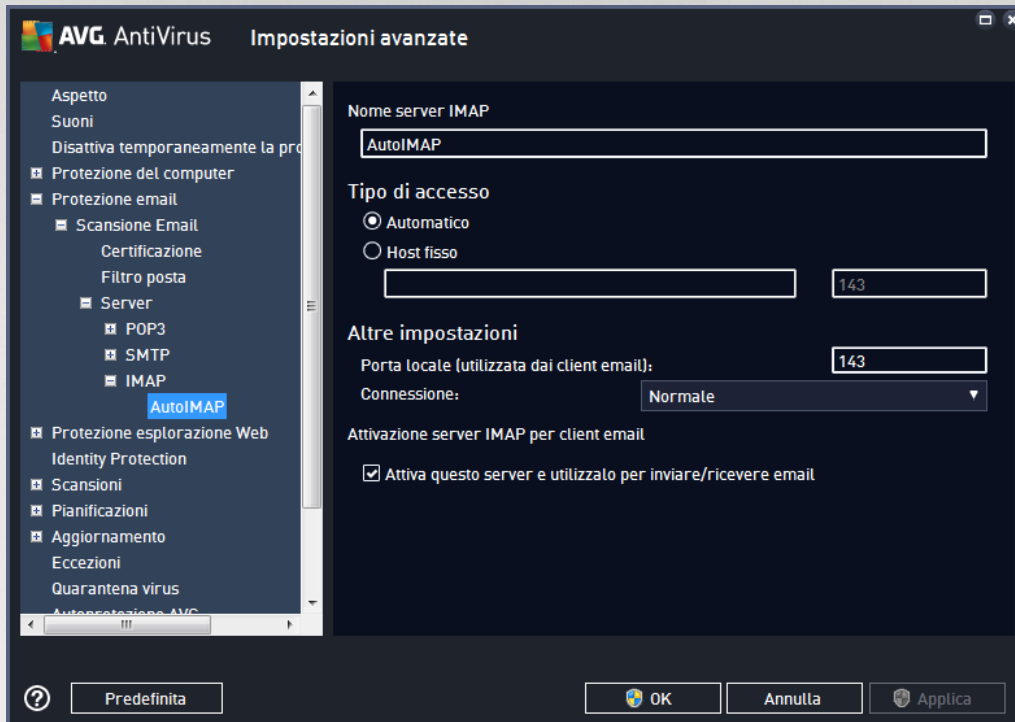 AVG. AntiVirus Impostazioni avanzate
Aspetto
Suoni
Disattiva temporaneamente la pro
Protezione del computer
Protezione email
Scansione Email
Certificazione
Filtro posta
Server
POP3
SMTP
IMAP
AutoIMAP
Protezione esplorazione Web
Identity Protection
Scansioni
Pianificazioni
Aggiornamento
Eccezioni
Quarantena virus
Autoprotezione AVG
Nome server IMAP
AutoIMAP
Tipo di accesso
Automatico
Host fisso
143
Altre impostazioni
Porta locale (utilizzata dai client email): 143
Connessione: Normale
Attivazione server IMAP per client email
Attiva questo server e utilizzalo per inviare/ricevere email
? Predefinita OK Annulla Applica